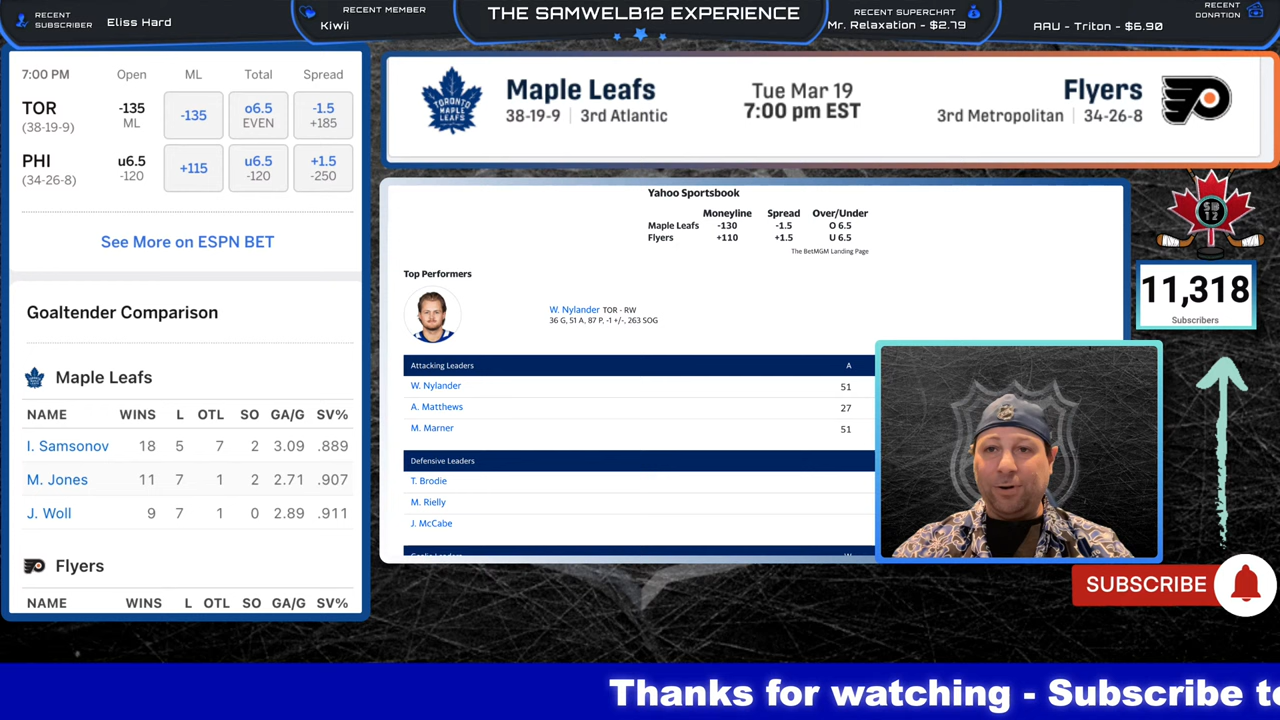 RECENT
SUBSCRIBER
Eliss Hard
RECENT MEMBER
Kiwii
THE SAMWELB12 EXPERIENCE
RECENT SUPERCHAT
Mr. Relaxation - $2.79
AAU - Triton - $6.90
RECENT
DONATION
7:00 PM Open ML Total Spread
TOR -135 -135 o6.5 -1.5
(38-19-9) ML EVEN +185
PHI u6.5 +115 u6.5 +1.5
(34-26-8) -120 -120 -250
See More on ESPN BET
Goaltender Comparison
Maple Leafs
NAME WINS L OTL SO GA/G SV%
I. Samsonov 18 5 7 2 3.09 .889
M. Jones 11 7 1 2 2.71 .907
J. Woll 9 7 1 0 2.89 .911
Flyers
NAME WINS L OTL SO GA/G SV%
TORONTO
MAPLE
LEAFS
Maple Leafs
38-19-9 | 3rd Atlantic
Tue Mar 19
7:00 pm EST
Flyers
3rd Metropolitan | 34-26-8
Yahoo Sportsbook
Moneyline Spread Over/Under
Maple Leafs -130 -1.5 O 6.5
Flyers +110 +1.5 U 6.5
The BetMGM Landing Page
Top Performers
W. Nylander TOR - RW
36 G, 51 A, 87 P, -1 +/-, 263 SOG
Attacking Leaders A
W. Nylander 51
A. Matthews 27
M. Marner 51
Defensive Leaders
T. Brodie
M. Rielly
J. McCabe
SB
12
11,318
Subscribers
SUBSCRIBE
Thanks for watching - Subscribe to